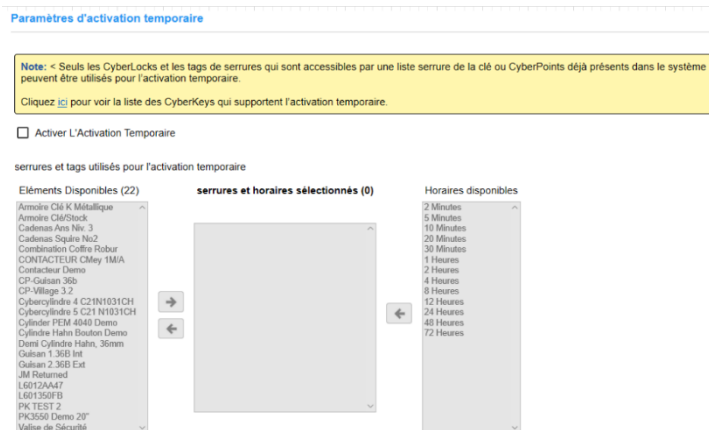 Paramètres d'activation temporaire
Note: < Seuls les CyberLocks et les tags de serrures qui sont accessibles par une liste serrure de la clé ou CyberPoints déjà présents dans le système
peuvent être utilisés pour l'activation temporaire.
Cliquez ici pour voir la liste des CyberKeys qui supportent l'activation temporaire.
Activer L'Activation Temporaire
serrures et tags utilisés pour l'activation temporaire
Eléments Disponibles (22)
Armoire Clé K Métallique
Armoire Clé/Stock
Cadenas Ans Niv. 3
Cadenas Squire No2
Combination Coffre Robur
CONTACTEUR CMey 1M/A
Contacteur Demo
CP-Guisan 36b
CP-Village 3.2
Cybercylindre 4 C21N1031CH
Cybercylindre 5 C21 N1031CH
Cylinder PEM 4040 Demo
Cylindre Hahn Bouton Demo
Demi Cylindre Hahn, 36mm
Guisan 1.36B Int
Guisan 2.36B Ext
JM Returned
L6012AA47
L601350FB
PK TEST 2
PK3550 Demo 20"
Valise de Sécurité
serrures et horaires sélectionnés (0)
Horaires disponibles
2 Minutes
5 Minutes
10 Minutes
20 Minutes
30 Minutes
1 Heures
2 Heures
4 Heures
8 Heures
12 Heures
24 Heures
48 Heures
72 Heures